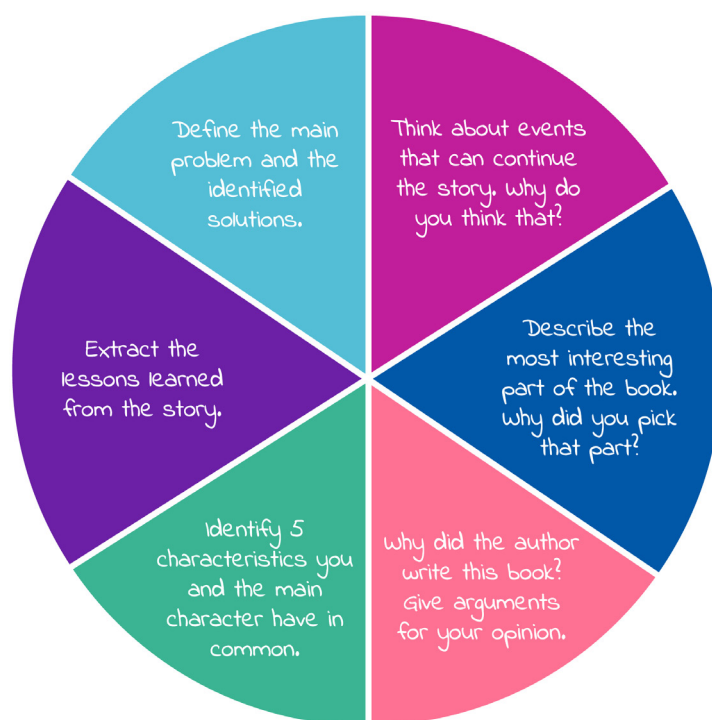 Define the main
problem and the
identified
solutions.
Think about events
that can continue
the story. Why do
you think that?
Describe the
most interesting
part of the book.
Why did you pick
that part?
Why did the author
write this book?
Give arguments
for your opinion.
Identify 5
characteristics you
and the main
character have in
common.
Extract the
lessons learned
from the story.